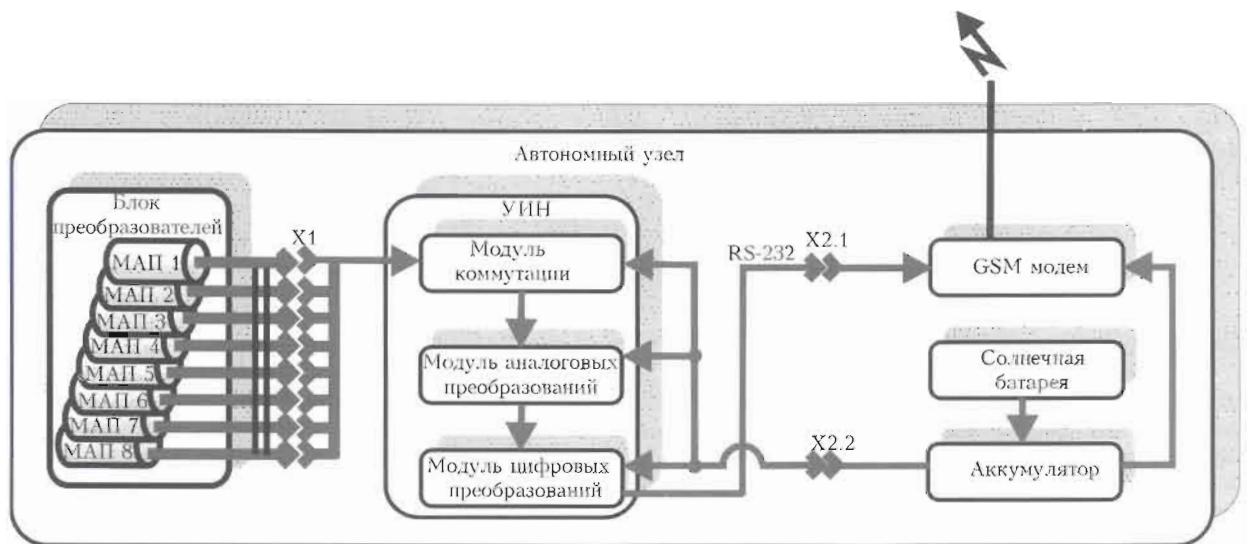 Автономный узел
Блок
преобразователей
МАП 1
МАП 2
МАП 3
МАП 4
МАП 5
МАП 6
МАП 7
МАП 8
X1
УИН
Модуль
коммутации
Модуль аналоговых
преобразований
Модуль цифровых
преобразований
RS-232
X2.1
GSM модем
Солнечная
батарея
X2.2
Аккумулятор